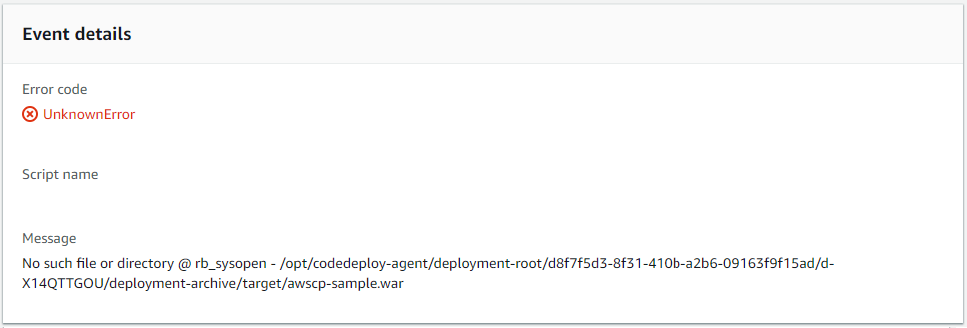 Event details
Error code
UnknownError
Script name
Message
No such file or directory @ rb_sysopen - /opt/codedeploy-agent/deployment-root/d8f7f5d3-8f31-410b-a2b6-09163f9f15ad/d-
X14QTTGOU/deployment-archive/target/awscp-sample.war